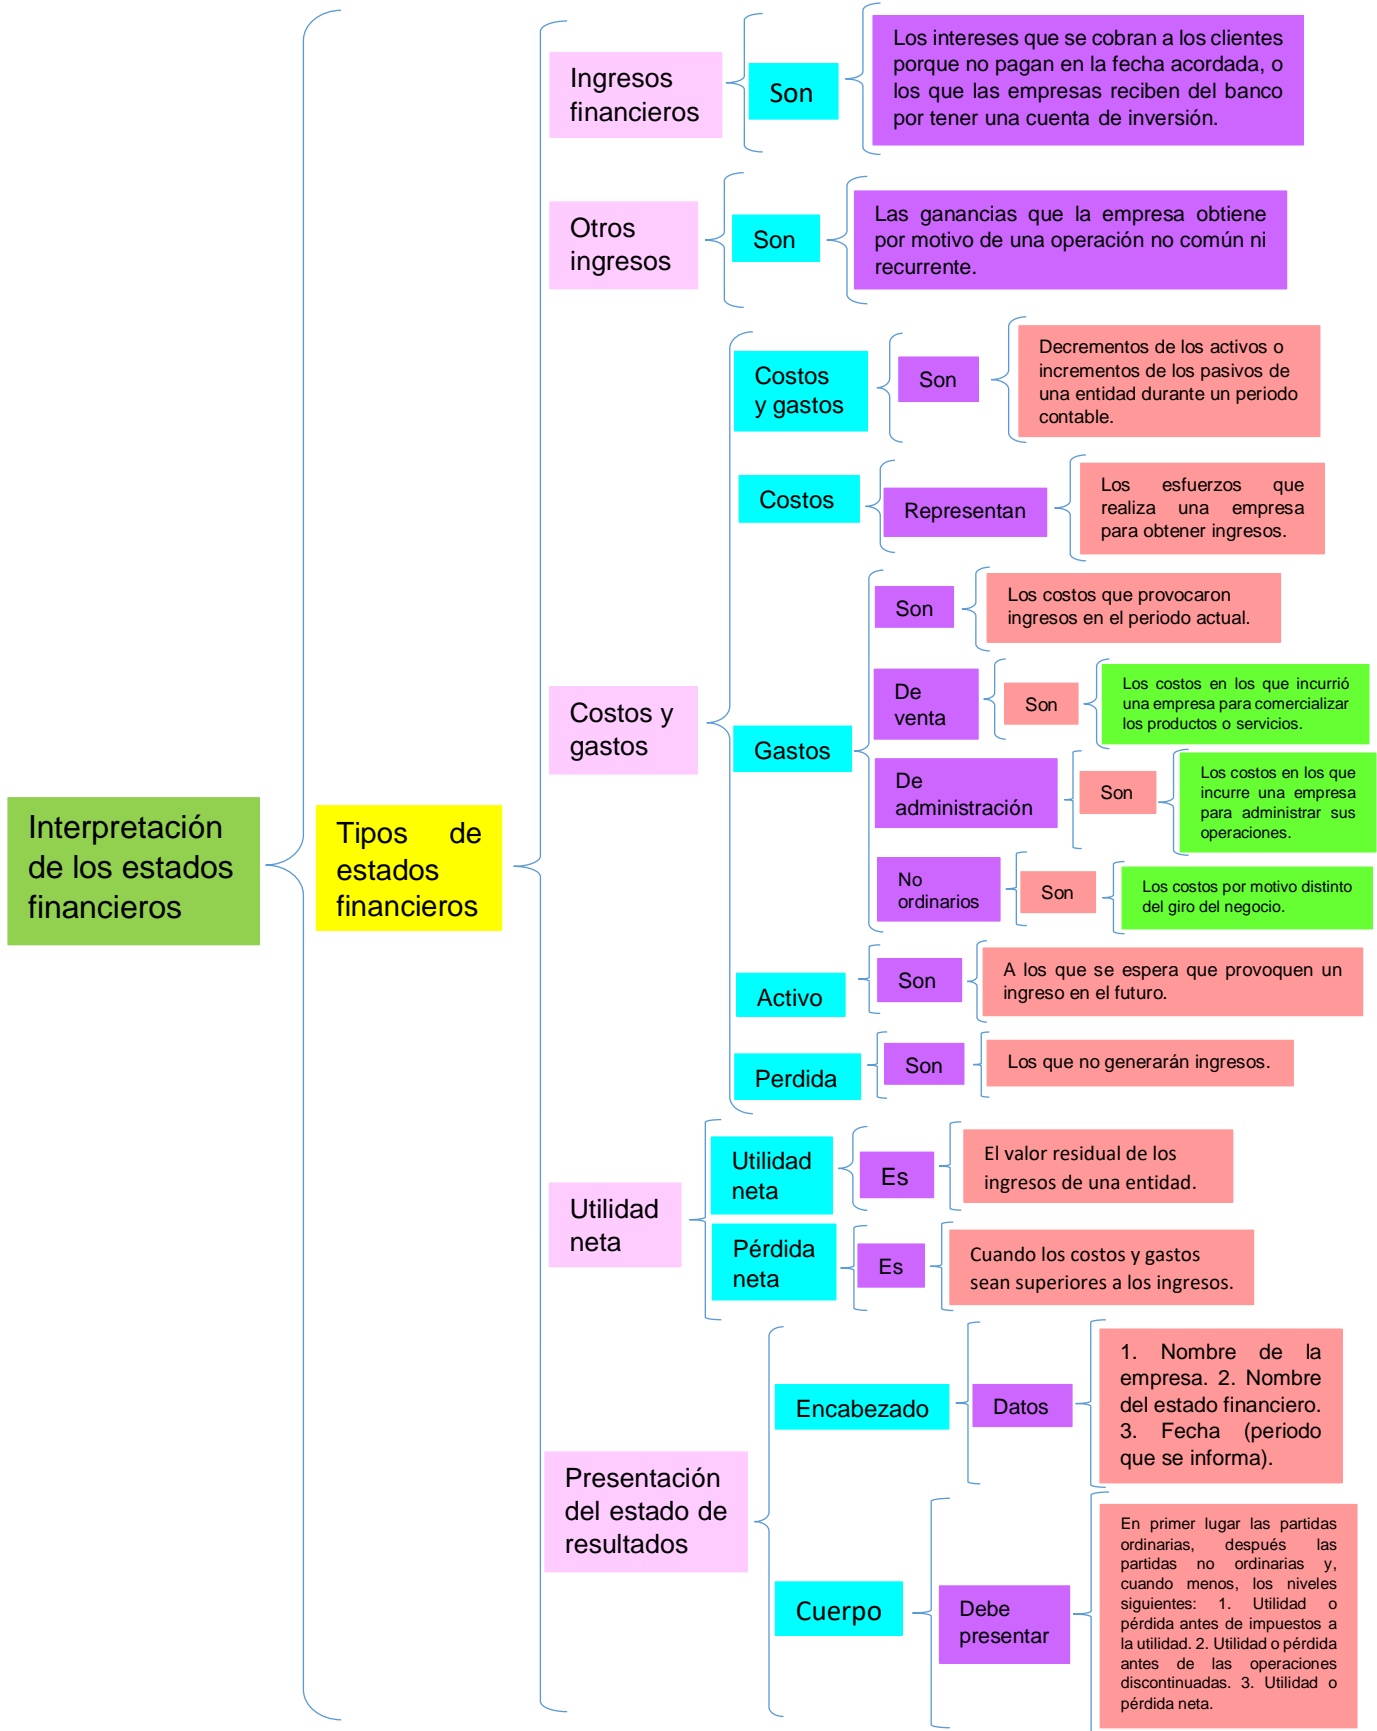 Interpretación
de los estados
financieros
Tipos de
estados
financieros
Ingresos
financieros
Son
Los intereses que se cobran a los clientes
porque no pagan en la fecha acordada, o
los que las empresas reciben del banco
por tener una cuenta de inversión.
Otros
ingresos
Son
Las ganancias que la empresa obtiene
por motivo de una operación no común ni
recurrente.
Costos y
gastos
Costos
y gastos
Son
Decrementos de los activos o
incrementos de los pasivos de
una entidad durante un periodo
contable.
Costos
Representan
Los esfuerzos que
realiza una empresa
para obtener ingresos.
Gastos
Son
Los costos que provocaron
ingresos en el periodo actual.
De
venta
Son
Los costos en los que incurrió
una empresa para comercializar
los productos o servicios.
De
administración
Son
Los costos en los que
incurre una empresa
para administrar sus
operaciones.
No
ordinarios
Son
Los costos por motivo distinto
del giro del negocio.
Activo
Son
A los que se espera que provoquen un
ingreso en el futuro.
Perdida
Son
Los que no generarán ingresos.
Utilidad
neta
Utilidad
neta
Es
El valor residual de los
ingresos de una entidad.
Pérdida
neta
Es
Cuando los costos y gastos
sean superiores a los ingresos.
Presentación
del estado de
resultados
Encabezado
Datos
1. Nombre de la
empresa. 2. Nombre
del estado financiero.
3. Fecha (periodo
que se informa).
Cuerpo
Debe
presentar
En primer lugar las partidas
ordinarias, después las
partidas no ordinarias y,
cuando menos, los niveles
siguientes: 1. Utilidad o
pérdida antes de impuestos a
la utilidad. 2. Utilidad o pérdida
antes de las operaciones
discontinuadas. 3. Utilidad o
pérdida neta.